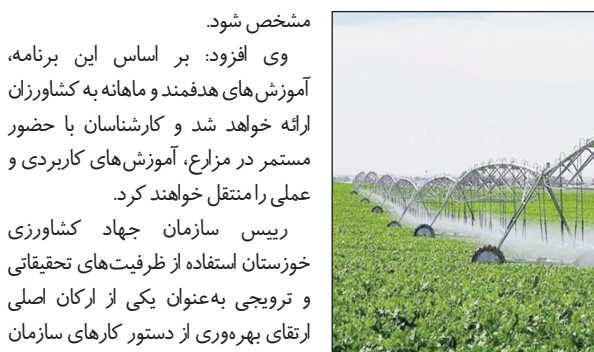 مشخص شود.
وی افزود: بر اساس این برنامه،
آموزش‌های هدفمند و ماهانه به کشاورزان
ارائه خواهد شد و کارشناسان با حضور
مستمر در مزارع، آموزش‌های کاربردی و
عملی را منتقل خواهند کرد.
رییس سازمان جهاد کشاورزی
خوزستان استفاده از ظرفیت‌های تحقیقاتی
و ترویجی به‌عنوان یکی از ارکان اصلی
ارتقای بهره‌وری از دستور کارهای سازمان